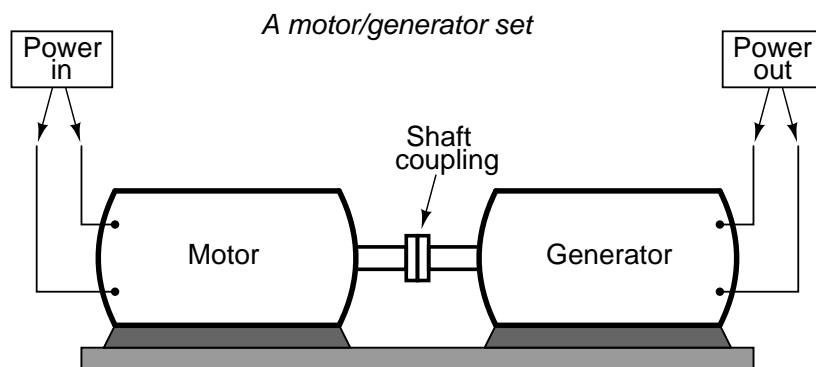 A motor/generator set
Power
in
Power
out
Shaft
coupling
Motor
Generator